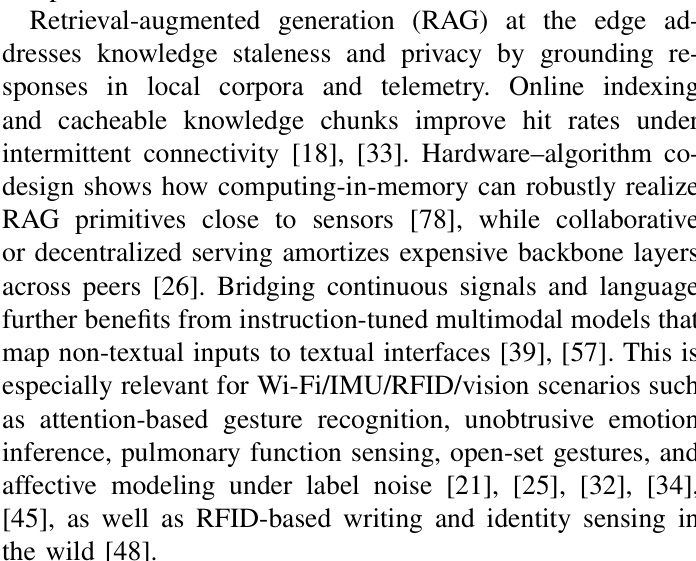 Retrieval-augmented generation (RAG) at the edge ad-
dresses knowledge staleness and privacy by grounding re-
sponses in local corpora and telemetry. Online indexing
and cacheable knowledge chunks improve hit rates under
intermittent connectivity [18], [33]. Hardware–algorithm co-
design shows how computing-in-memory can robustly realize
RAG primitives close to sensors [78], while collaborative
or decentralized serving amortizes expensive backbone layers
across peers [26]. Bridging continuous signals and language
further benefits from instruction-tuned multimodal models that
map non-textual inputs to textual interfaces [39], [57]. This is
especially relevant for Wi-Fi/IMU/RFID/vision scenarios such
as attention-based gesture recognition, unobtrusive emotion
inference, pulmonary function sensing, open-set gestures, and
affective modeling under label noise [21], [25], [32], [34],
[45], as well as RFID-based writing and identity sensing in
the wild [48].